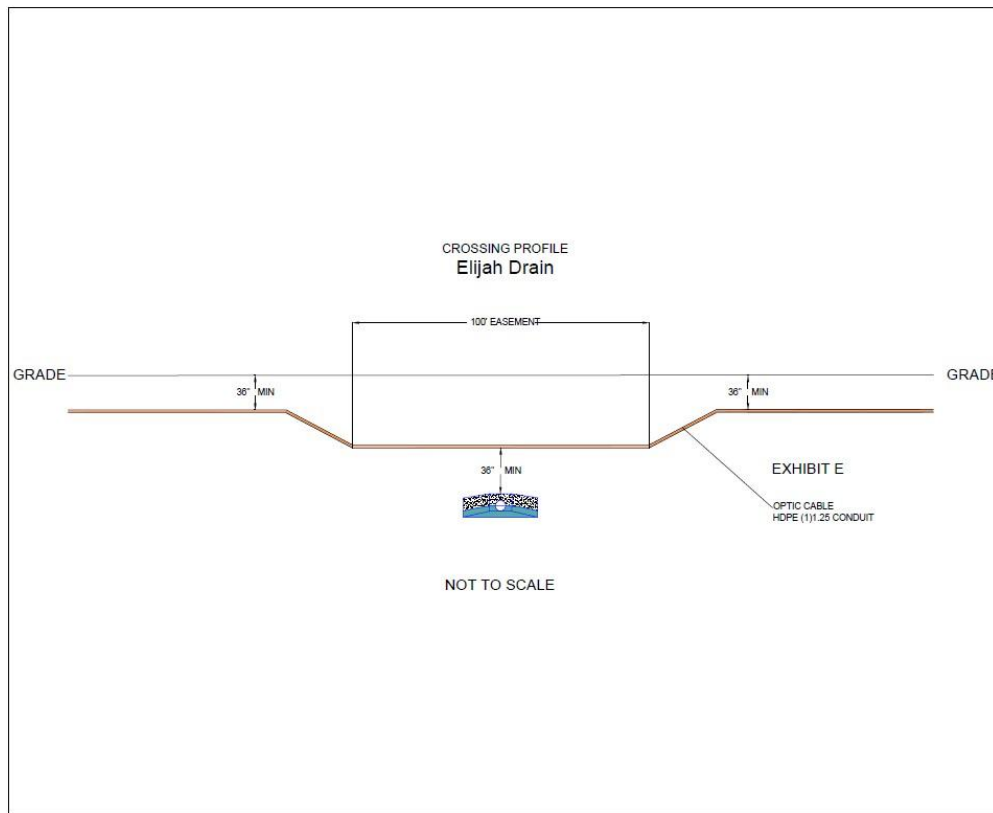 CROSSING PROFILE
Elijah Drain
100' EASEMENT
GRADE
GRADE
36" MIN
36" MIN
36" MIN
EXHIBIT E
OPTIC CABLE
HDPE (1)1.25 CONDUIT
NOT TO SCALE